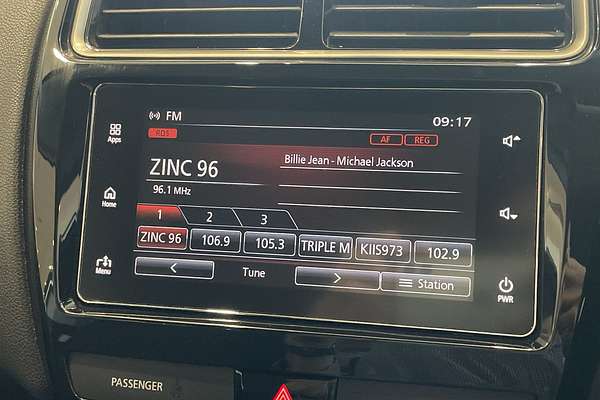 FM
09:17
RDS
AF
REG
Apps
ZINC 96
96.1 MHz
Billie Jean - Michael Jackson
Home
1
2
3
ZINC 96
106.9
105.3
TRIPLE M
KIIS973
102.9
Menu
Tune
Station
PWR
PASSENGER